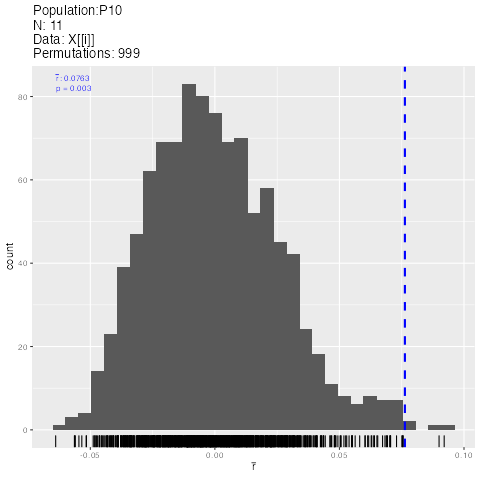 Population:P10
N: 11
Data: X[[i]]
Permutations: 999
r̄: 0.0763
p = 0.003
count
80
60
40
20
0
-0.05
0.00
0.05
0.10
r̄